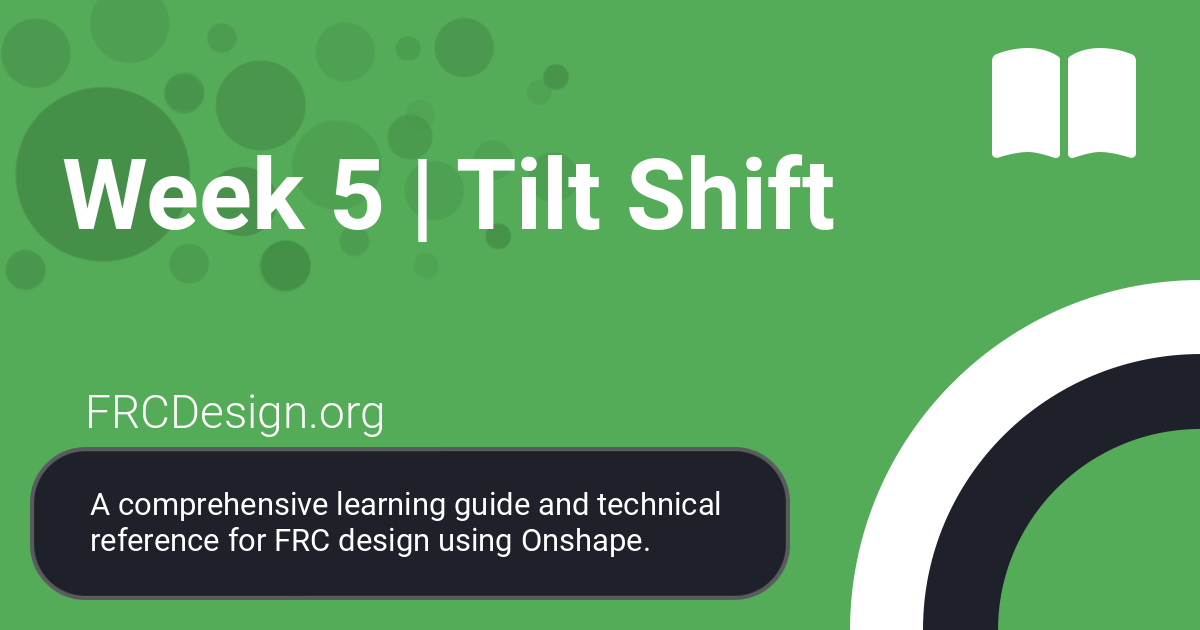 Week 5 | Tilt Shift
FRCDesign.org
A comprehensive learning guide and technical
reference for FRC design using Onshape.